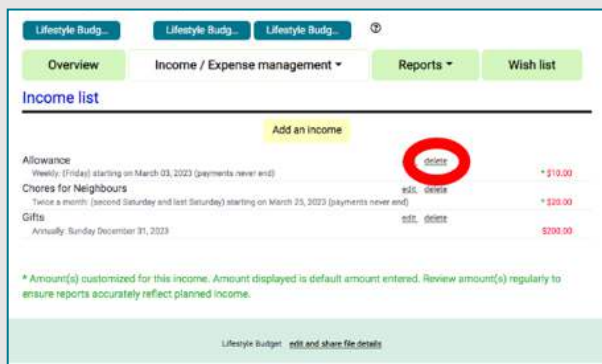 Lifestyle Budg... Lifestyle Budg... Lifestyle Budg... ?
Overview Income / Expense management Reports Wish list
Income list
Add an income
Allowance delete
Weekly: (Friday) starting on March 03, 2023 (payments never end) * $10.00
Chores for Neighbours edit delete
Twice a month: (second Saturday and last Saturday) starting on March 25, 2023 (payments never end) * $20.00
Gifts edit delete
Annually: Sunday December 31, 2023 $200.00
* Amount(s) customized for this income. Amount displayed is default amount entered. Review amount(s) regularly to
ensure reports accurately reflect planned income.
Lifestyle Budget edit and share file details